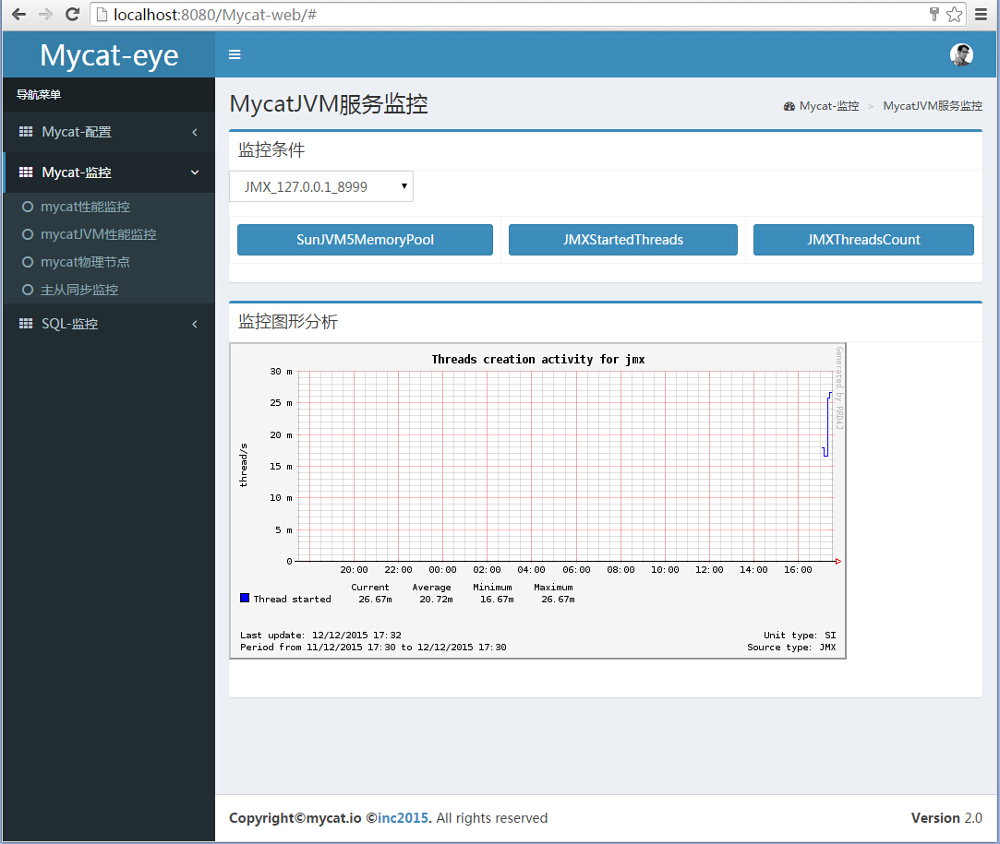 localhost:8080/Mycat-web/#
Mycat-eye
导航菜单
Mycat-配置
Mycat-监控
mycat性能监控
mycatJVM性能监控
mycat物理节点
主从同步监控
SQL-监控
MycatJVM服务监控
Mycat-监控 > MycatJVM服务监控
监控条件
JMX_127.0.0.1_8999
SunJVM5MemoryPool JMXStartedThreads JMXThreadsCount
监控图形分析
Threads creation activity for jmx
Generated by RRD4J
thread/s
30 m
25 m
20 m
15 m
10 m
5 m
0
20:00 22:00 00:00 02:00 04:00 06:00 08:00 10:00 12:00 14:00 16:00
Current Average Minimum Maximum
Thread started 26.67m 20.72m 16.67m 26.67m
Last update: 12/12/2015 17:32 Unit type: SI
Period from 11/12/2015 17:30 to 12/12/2015 17:30 Source type: JMX
Copyright©mycat.io ©inc2015. All rights reserved Version 2.0